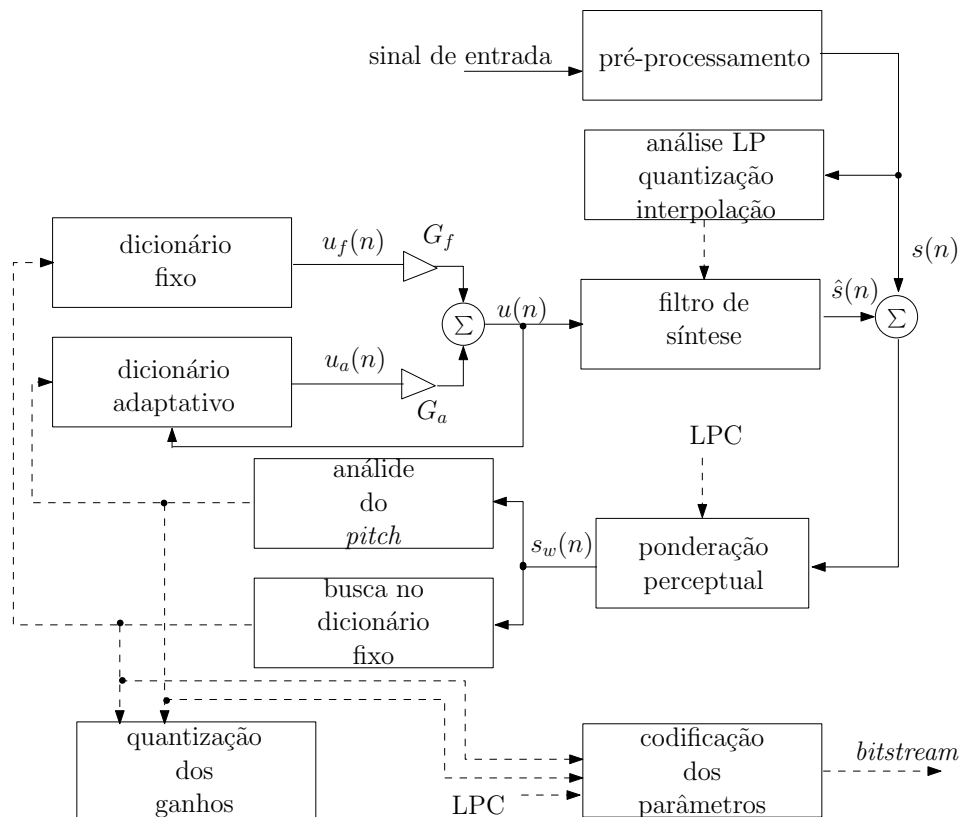 sinal de entrada
pré-processamento
análise LP
quantização
interpolação
dicionário
fixo
u_f(n)
G_f
s(n)
ŝ(n)
Σ
u(n)
filtro de
síntese
Σ
dicionário
adaptativo
u_a(n)
G_a
LPC
análide
do
pitch
s_w(n)
ponderação
perceptual
busca no
dicionário
fixo
quantização
dos
ganhos
codificação
dos
parâmetros
bitstream
LPC